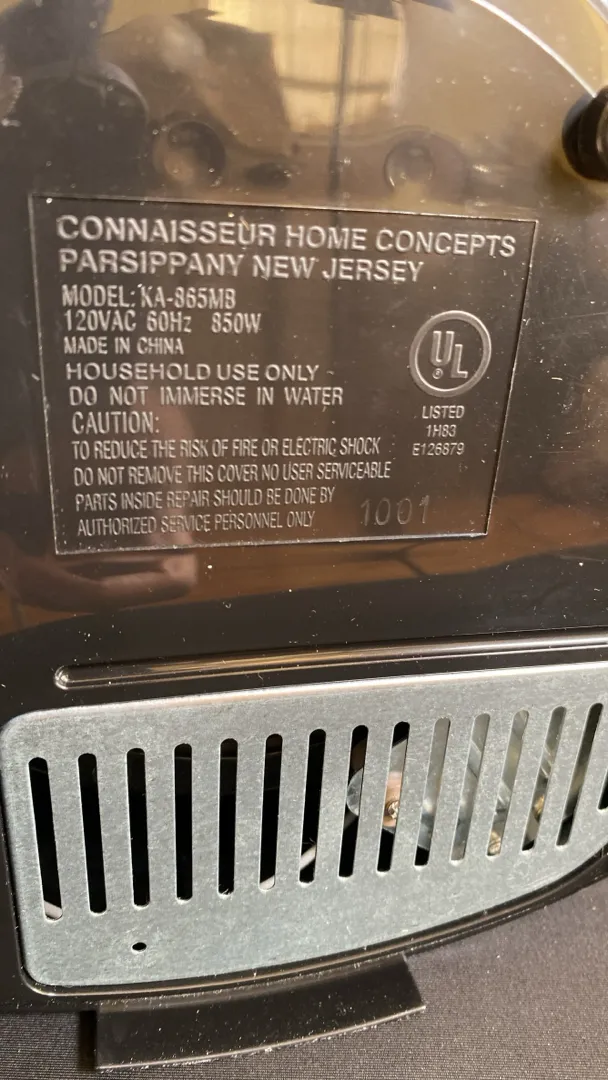 CONNAISSEUR HOME CONCEPTS
PARSIPPANY NEW JERSEY
MODEL: KA-865MB
120VAC 60Hz 850W
MADE IN CHINA
HOUSEHOLD USE ONLY
DO NOT IMMERSE IN WATER
CAUTION:
TO REDUCE THE RISK OF FIRE OR ELECTRIC SHOCK
DO NOT REMOVE THIS COVER NO USER SERVICEABLE
PARTS INSIDE REPAIR SHOULD BE DONE BY
AUTHORIZED SERVICE PERSONNEL ONLY
1001
UL
®
LISTED
1H83
E126879